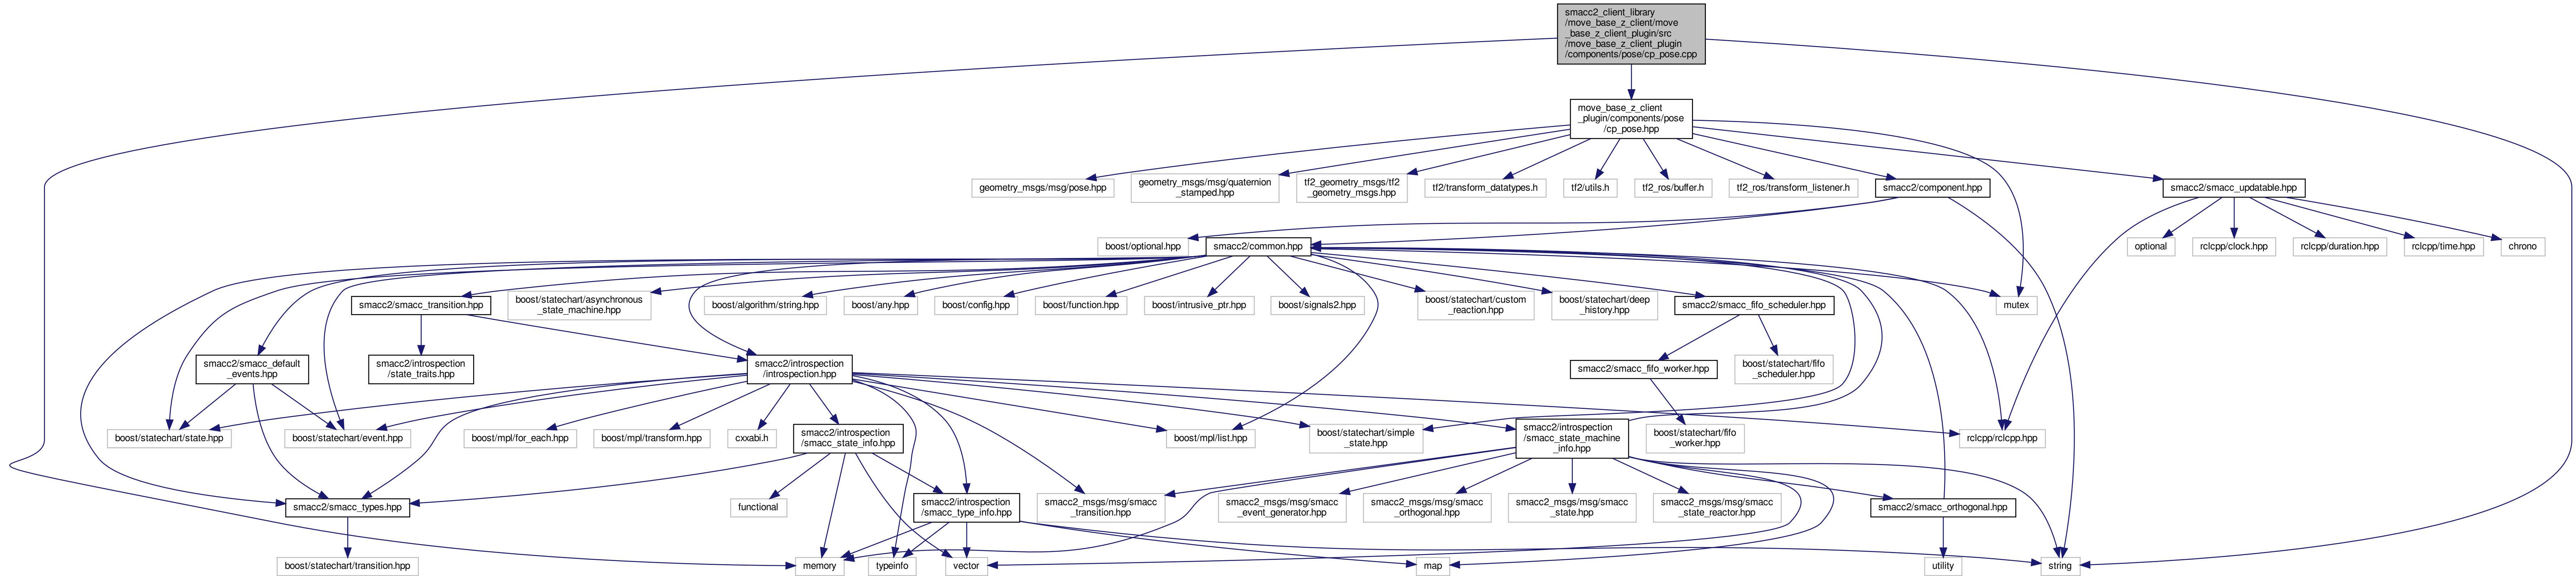 smacc2_client_library
/move_base_z_client/move
_base_z_client_plugin/src
/move_base_z_client_plugin
/components/pose/cp_pose.cpp
move_base_z_client
_plugin/components/pose
/cp_pose.hpp
geometry_msgs/msg/pose.hpp
geometry_msgs/msg/quaternion
_stamped.hpp
tf2_geometry_msgs/tf2
_geometry_msgs.hpp
tf2/transform_datatypes.h
tf2/utils.h
tf2_ros/buffer.h
tf2_ros/transform_listener.h
smacc2/component.hpp
smacc2/smacc_updatable.hpp
boost/optional.hpp
smacc2/common.hpp
optional
rclcpp/clock.hpp
rclcpp/duration.hpp
rclcpp/time.hpp
chrono
smacc2/smacc_transition.hpp
boost/statechart/asynchronous
_state_machine.hpp
boost/algorithm/string.hpp
boost/any.hpp
boost/config.hpp
boost/function.hpp
boost/intrusive_ptr.hpp
boost/signals2.hpp
boost/statechart/custom
_reaction.hpp
boost/statechart/deep
_history.hpp
smacc2/smacc_fifo_scheduler.hpp
mutex
smacc2/smacc_default
_events.hpp
smacc2/introspection
/state_traits.hpp
smacc2/introspection
/introspection.hpp
smacc2/smacc_fifo_worker.hpp
boost/statechart/fifo
_scheduler.hpp
boost/statechart/state.hpp
boost/statechart/event.hpp
boost/mpl/for_each.hpp
boost/mpl/transform.hpp
cxxabi.h
smacc2/introspection
/smacc_state_info.hpp
boost/mpl/list.hpp
boost/statechart/simple
_state.hpp
smacc2/introspection
/smacc_state_machine
_info.hpp
boost/statechart/fifo
_worker.hpp
rclcpp/rclcpp.hpp
smacc2/smacc_types.hpp
functional
smacc2/introspection
/smacc_type_info.hpp
smacc2_msgs/msg/smacc
_transition.hpp
smacc2_msgs/msg/smacc
_event_generator.hpp
smacc2_msgs/msg/smacc
_orthogonal.hpp
smacc2_msgs/msg/smacc
_state.hpp
smacc2_msgs/msg/smacc
_state_reactor.hpp
smacc2/smacc_orthogonal.hpp
boost/statechart/transition.hpp
memory
typeinfo
vector
map
utility
string